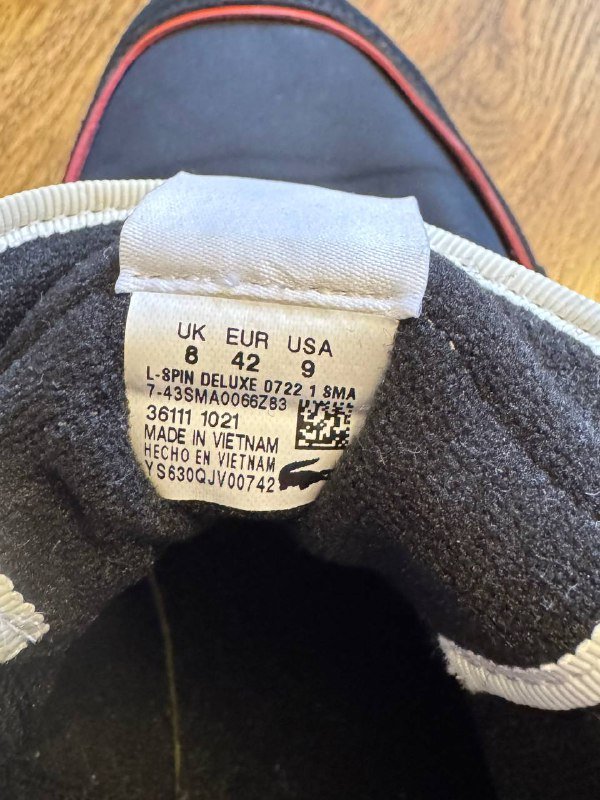 UK EUR USA
8 42 9
L-SPIN DELUXE 0722 1 SMA
7-43SMA0066Z83
36111 1021
MADE IN VIETNAM
HECHO EN VIETNAM
YS630QJV00742